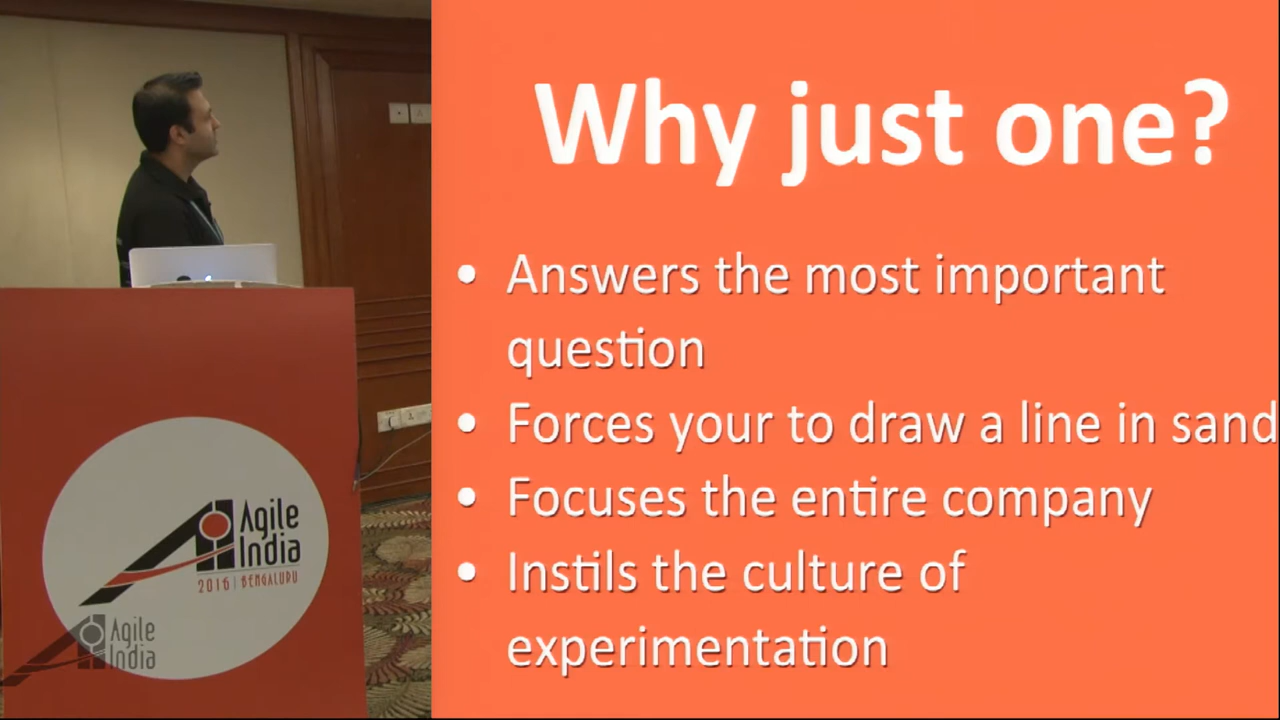 Why just one?
• Answers the most important
question
• Forces your to draw a line in sand
• Focuses the entire company
• Instils the culture of
experimentation
Agile
India
2016 | BENGALURU
Agile
India